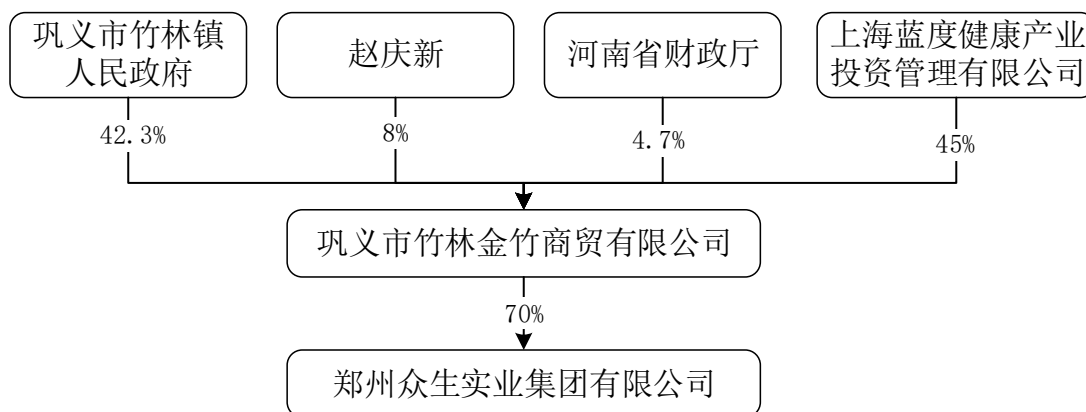 巩义市竹林镇
人民政府
赵庆新
河南省财政厅
上海蓝度健康产业
投资管理有限公司
42.3%
8%
4.7%
45%
巩义市竹林金竹商贸有限公司
70%
郑州众生实业集团有限公司